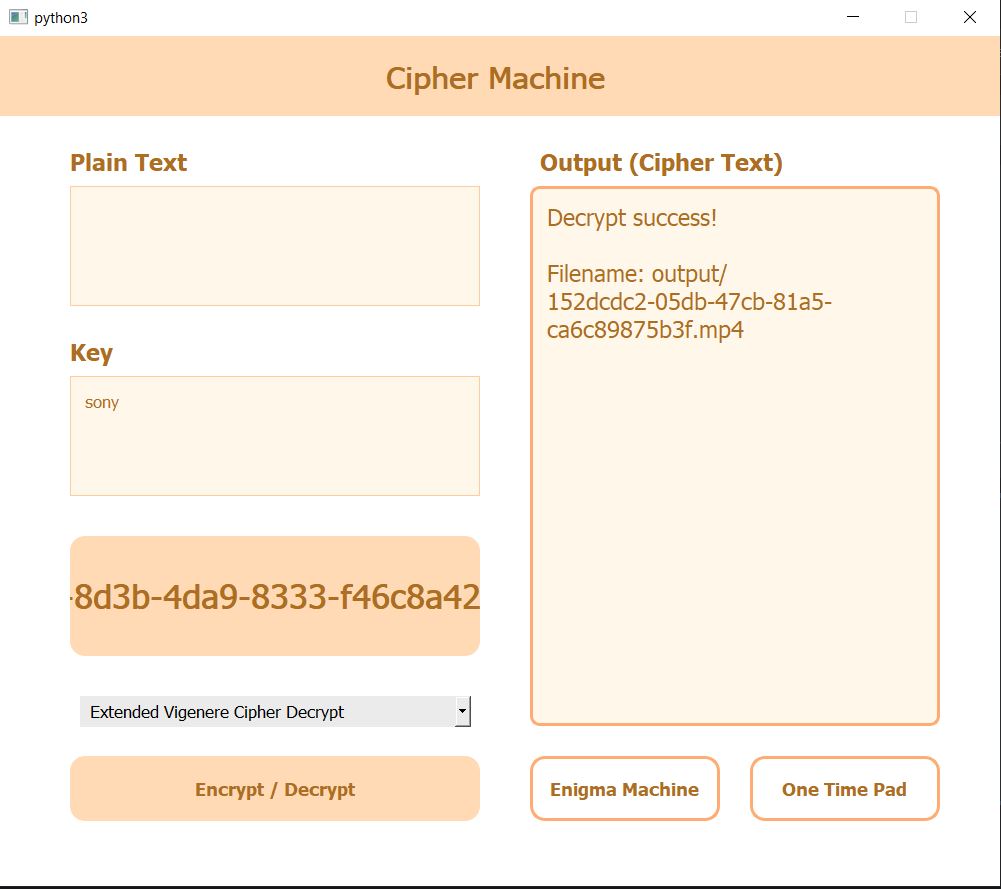 python3
Cipher Machine
Plain Text
Key
sony
-8d3b-4da9-8333-f46c8a42
Extended Vigenere Cipher Decrypt
Encrypt / Decrypt
Output (Cipher Text)
Decrypt success!
Filename: output/
152dcdc2-05db-47cb-81a5-
ca6c89875b3f.mp4
Enigma Machine
One Time Pad